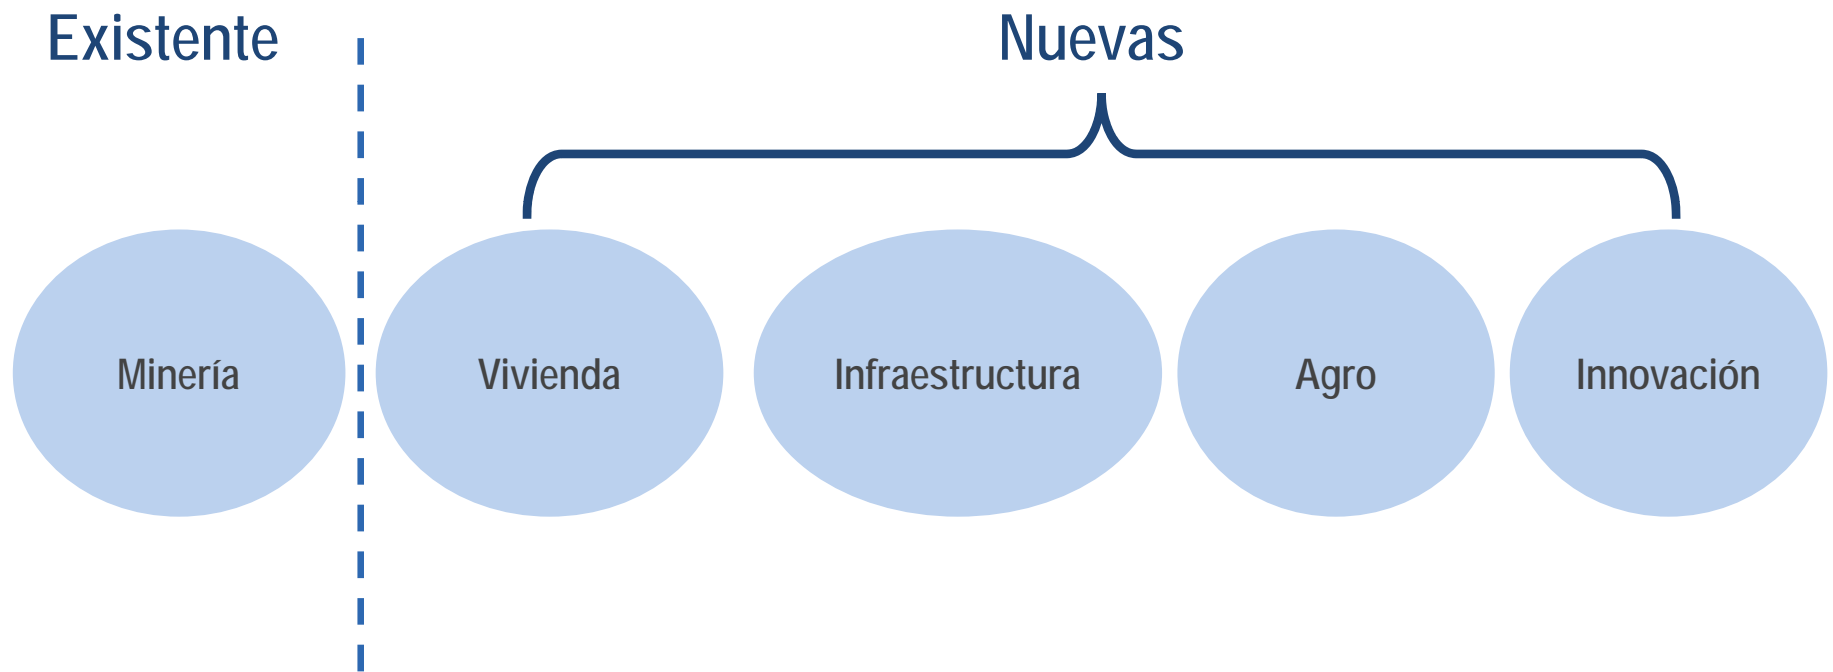 Existente
Nuevas
Minería
Vivienda
Infraestructura
Agro
Innovación